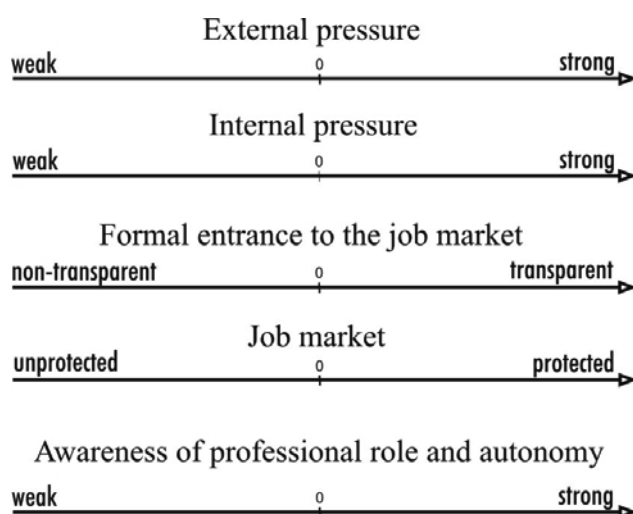 External pressure
weak 0 strong
Internal pressure
weak 0 strong
Formal entrance to the job market
non-transparent 0 transparent
Job market
unprotected 0 protected
Awareness of professional role and autonomy
weak 0 strong